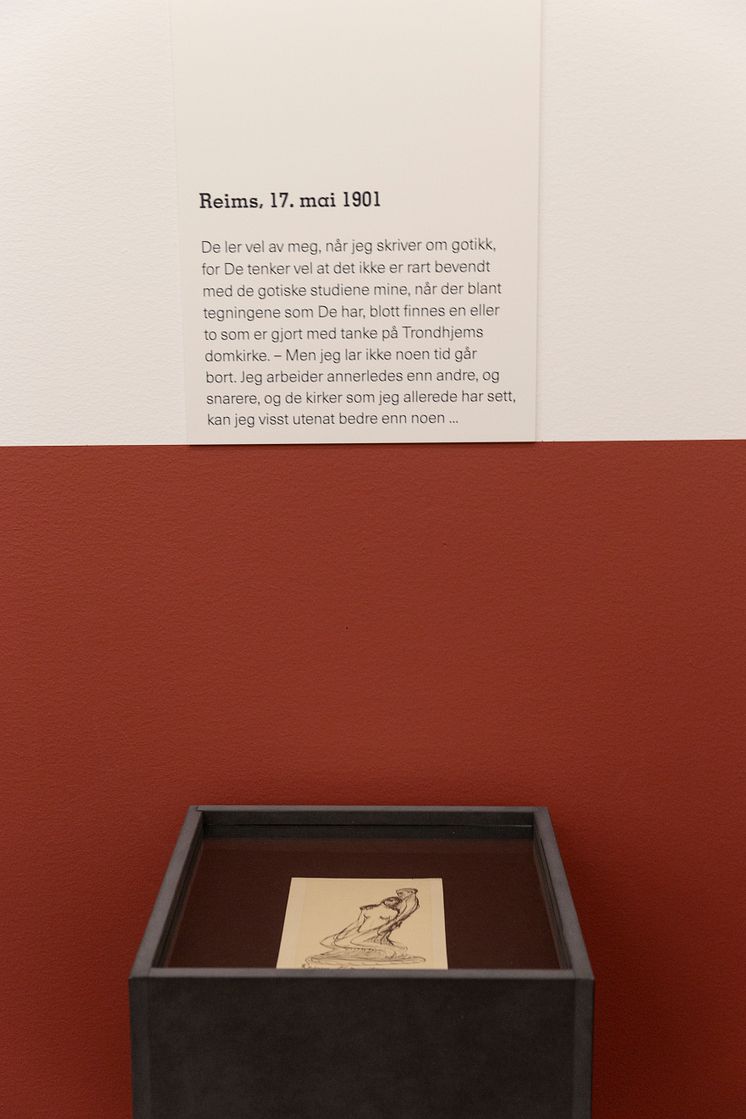 Reims, 17. mai 1901
De ler vel av meg, når jeg skriver om gotikk,
for De tenker vel at det ikke er rart bevendt
med de gotiske studiene mine, når der blant
tegningene som De har, blott finnes en eller
to som er gjort med tanke på Trondhjems
domkirke. – Men jeg lar ikke noen tid går
bort. Jeg arbeider annerledes enn andre, og
snarere, og de kirker som jeg allerede har sett,
kan jeg visst utenat bedre enn noen ...